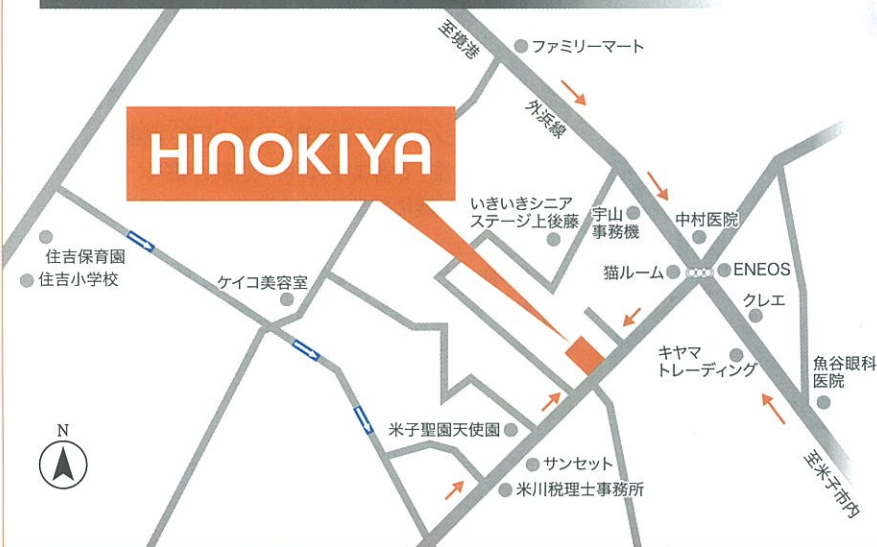 至境港
ファミリーマート
外浜線
HINOKIYA
いきいきシニア
ステージ上後藤
宇山
事務機
中村医院
住吉保育園
住吉小学校
ケイコ美容室
猫ルーム
ENEOS
クレエ
キヤマ
トレーディング
魚谷眼科
医院
米子聖園天使園
サンセット
米川税理士事務所
至米子市内
N